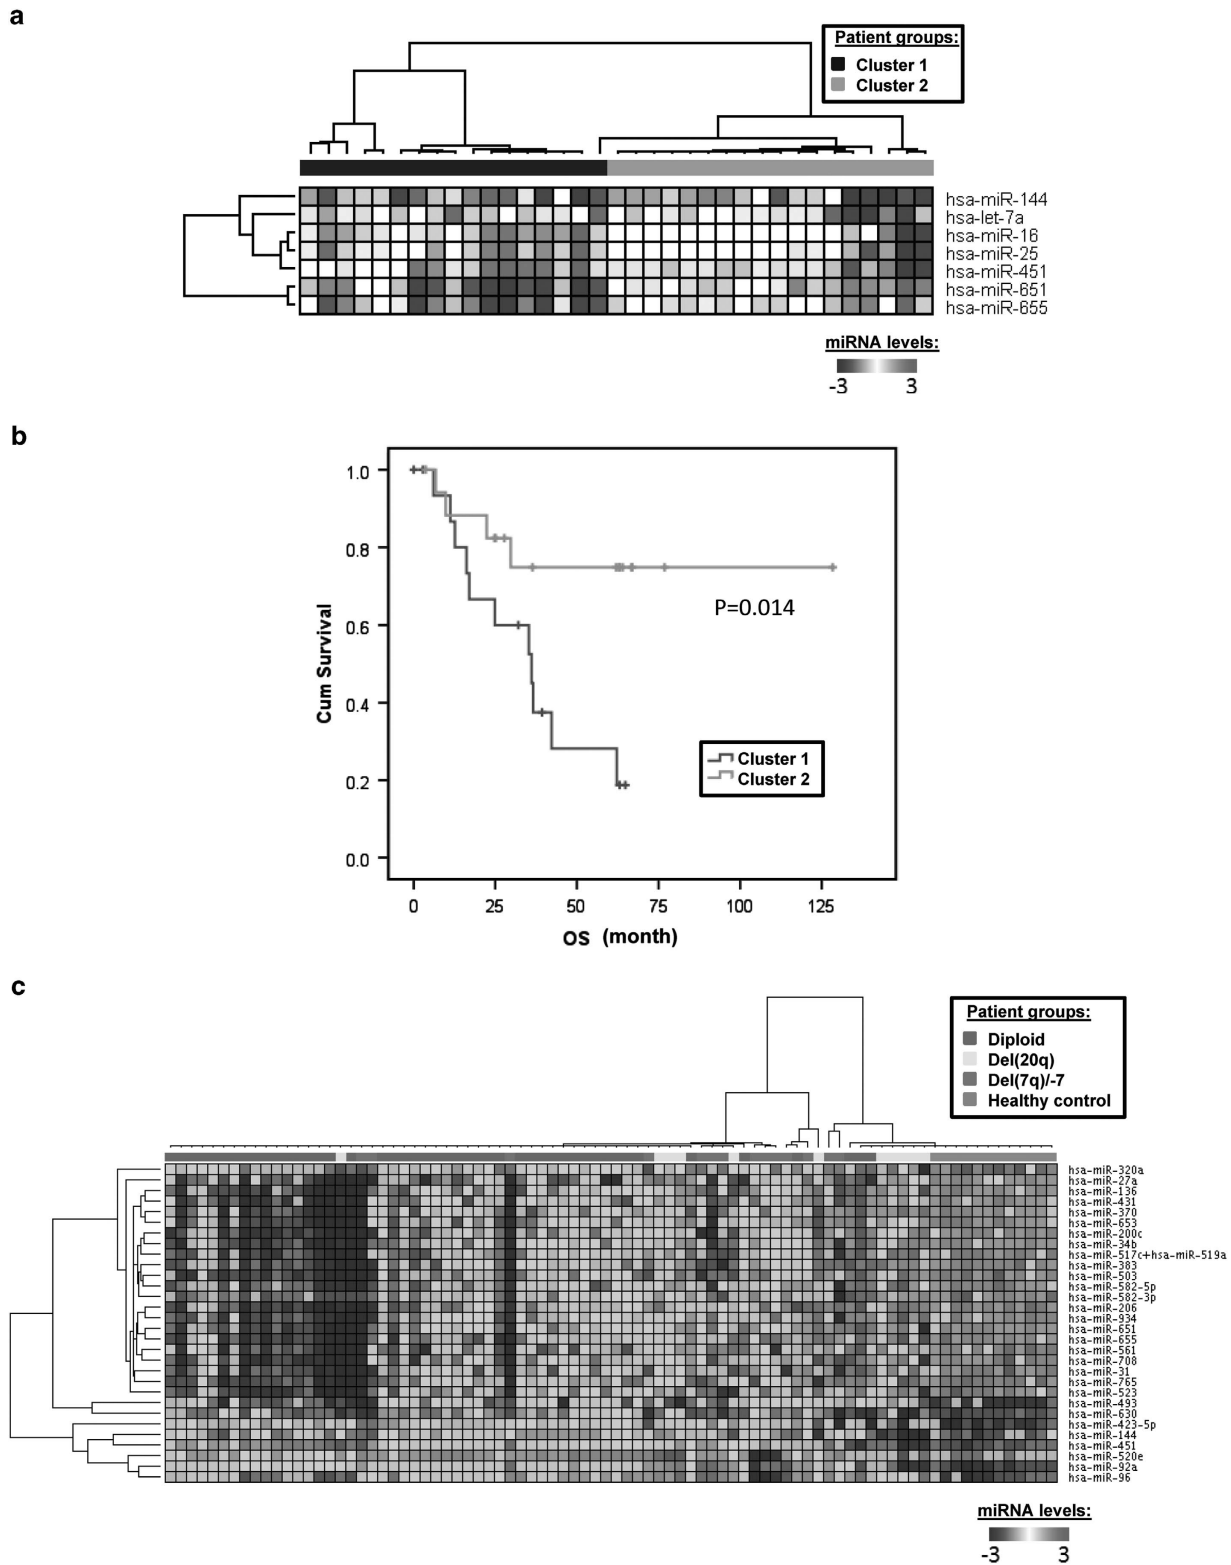 a
Patient groups:
Cluster 1
Cluster 2
hsa-miR-144
hsa-let-7a
hsa-miR-16
hsa-miR-25
hsa-miR-451
hsa-miR-651
hsa-miR-655
miRNA levels:
-3 3
b
1.0
0.8
0.6
0.4
0.2
0.0
Cum Survival
P=0.014
Cluster 1
Cluster 2
0 25 50 75 100 125
OS (month)
c
Patient groups:
Diploid
Del(20q)
Del(7q)/-7
Healthy control
hsa-miR-320a
hsa-miR-27a
hsa-miR-136
hsa-miR-431
hsa-miR-370
hsa-miR-653
hsa-miR-200c
hsa-miR-34b
hsa-miR-517c+hsa-miR-519a
hsa-miR-383
hsa-miR-503
hsa-miR-582-5p
hsa-miR-582-3p
hsa-miR-206
hsa-miR-934
hsa-miR-651
hsa-miR-655
hsa-miR-561
hsa-miR-708
hsa-miR-31
hsa-miR-765
hsa-miR-523
hsa-miR-493
hsa-miR-630
hsa-miR-423-5p
hsa-miR-144
hsa-miR-451
hsa-miR-520e
hsa-miR-92a
hsa-miR-96
miRNA levels:
-3 3